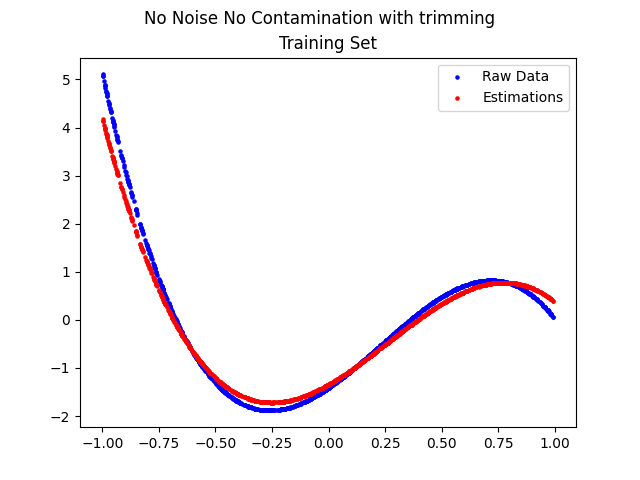 No Noise No Contamination with trimming
Training Set
Raw Data
Estimations
5
4
3
2
1
0
−1
−2
−1.00 −0.75 −0.50 −0.25 0.00 0.25 0.50 0.75 1.00